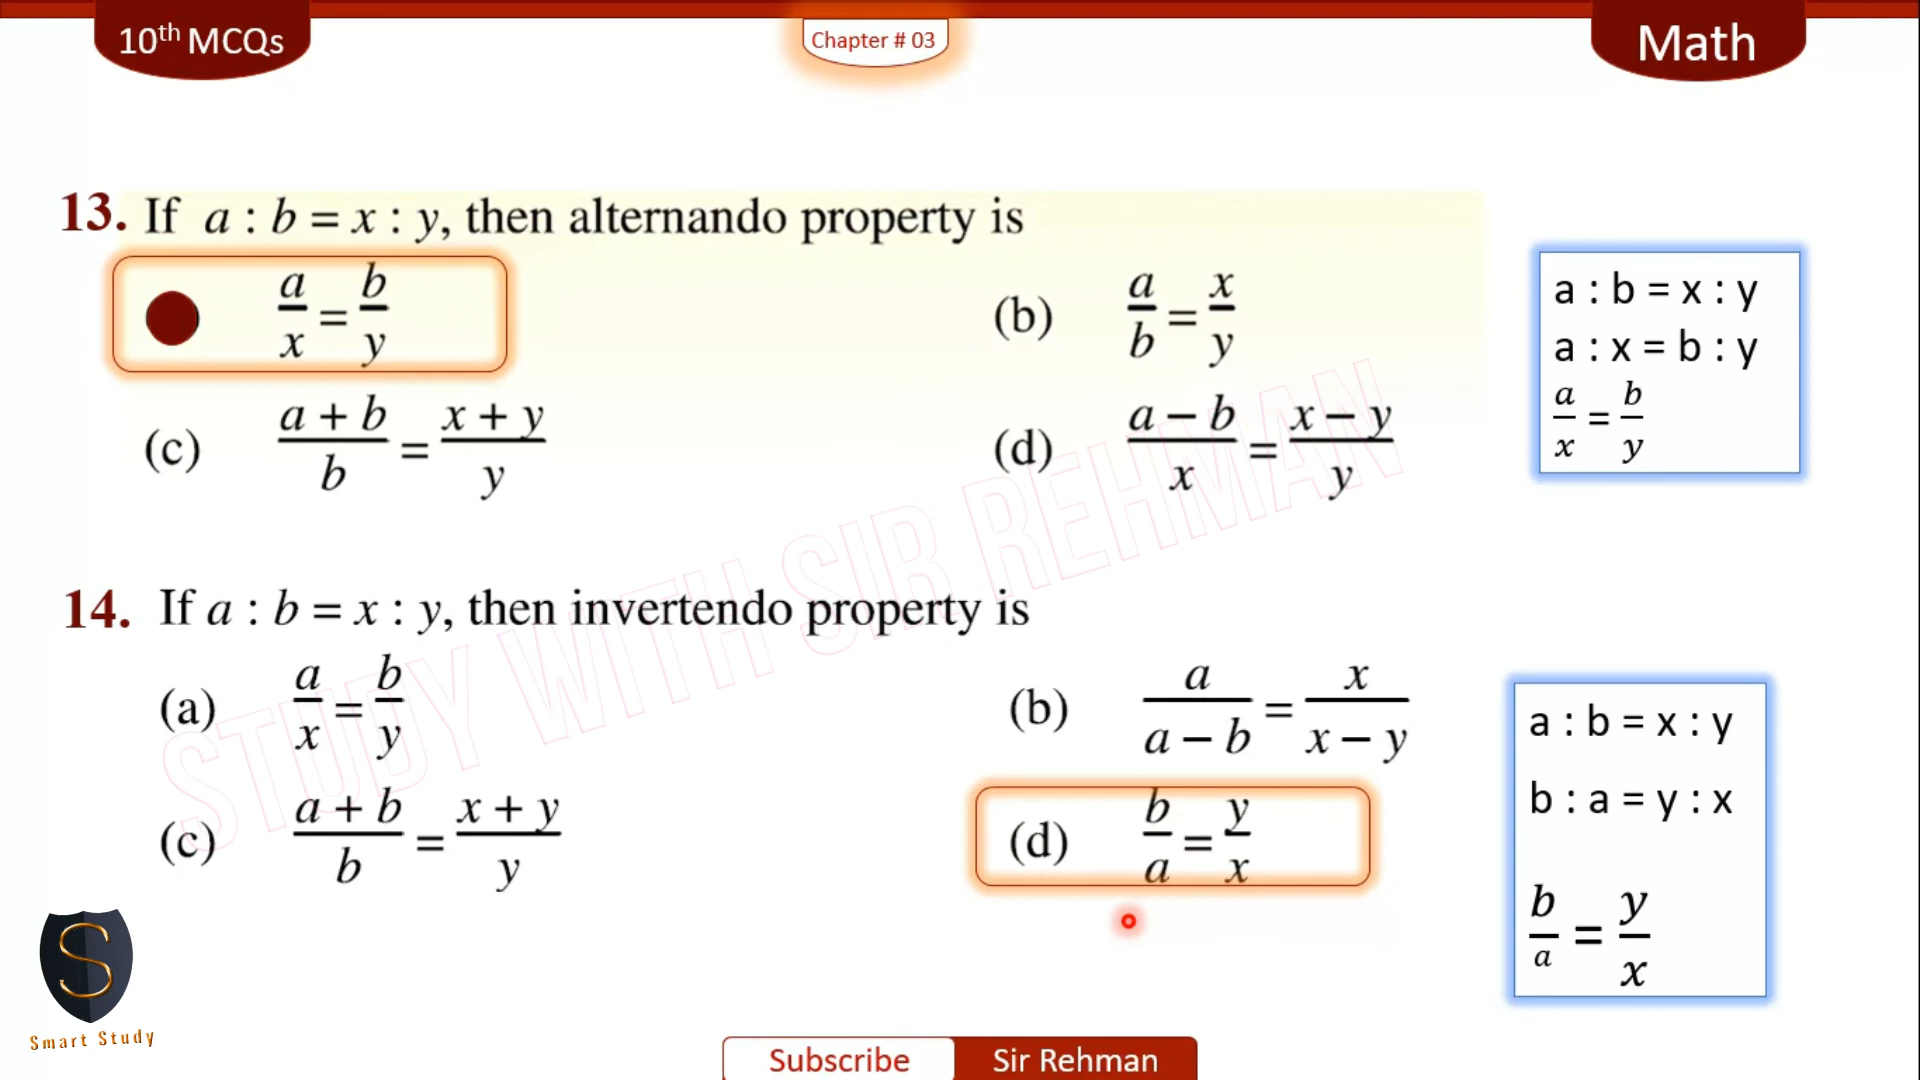 10th MCQs
Chapter # 03
Math
13. If a : b = x : y, then alternando property is
a/x = b/y
(b) a/b = x/y
(c) (a + b)/b = (x + y)/y
(d) (a − b)/x = (x − y)/y
a : b = x : y
a : x = b : y
a/x = b/y
14. If a : b = x : y, then invertendo property is
(a) a/x = b/y
(b) a/(a − b) = x/(x − y)
(c) (a + b)/b = (x + y)/y
(d) b/a = y/x
a : b = x : y
b : a = y : x
b/a = y/x
STUDY WITH SIR REHMAN
S
Smart Study
Subscribe
Sir Rehman